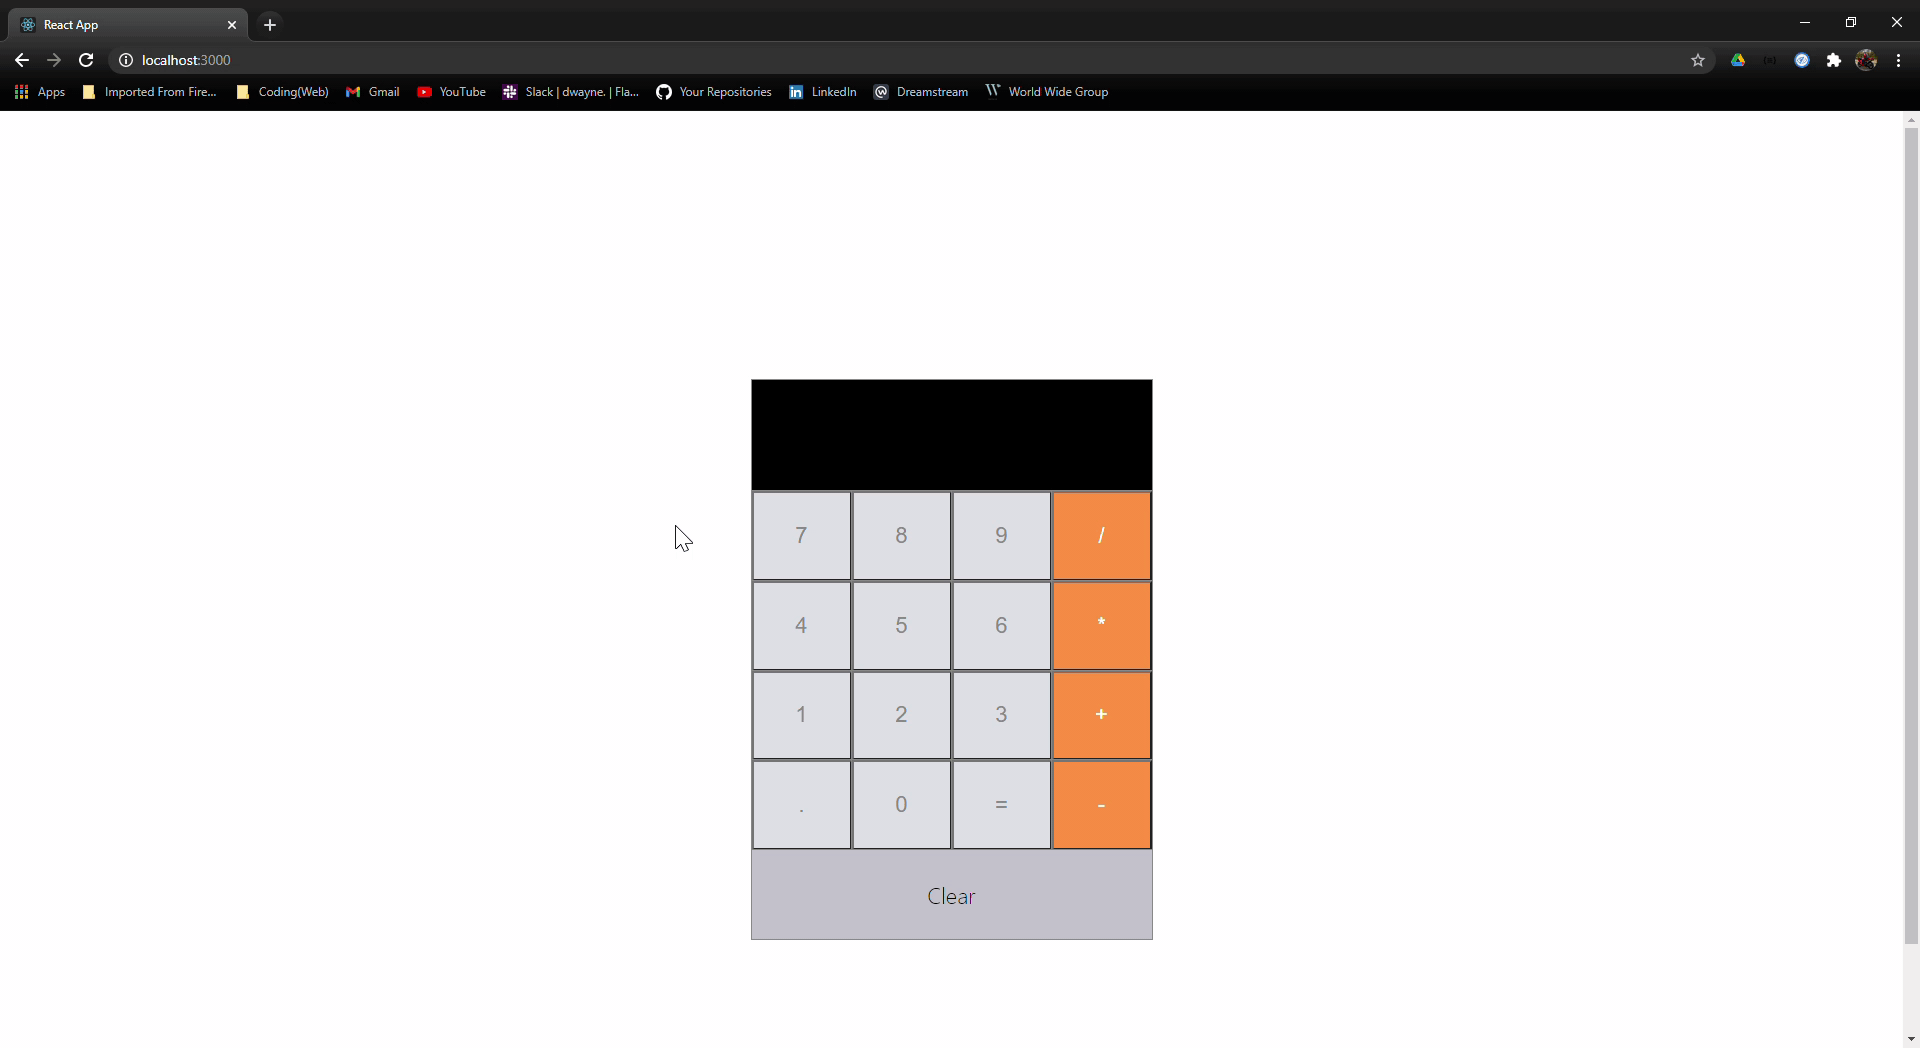 React App
localhost:3000
Apps Imported From Fire... Coding(Web) Gmail YouTube Slack | dwayne. | Fla... Your Repositories LinkedIn Dreamstream World Wide Group
7 8 9 /
4 5 6 *
1 2 3 +
. 0 = -
Clear